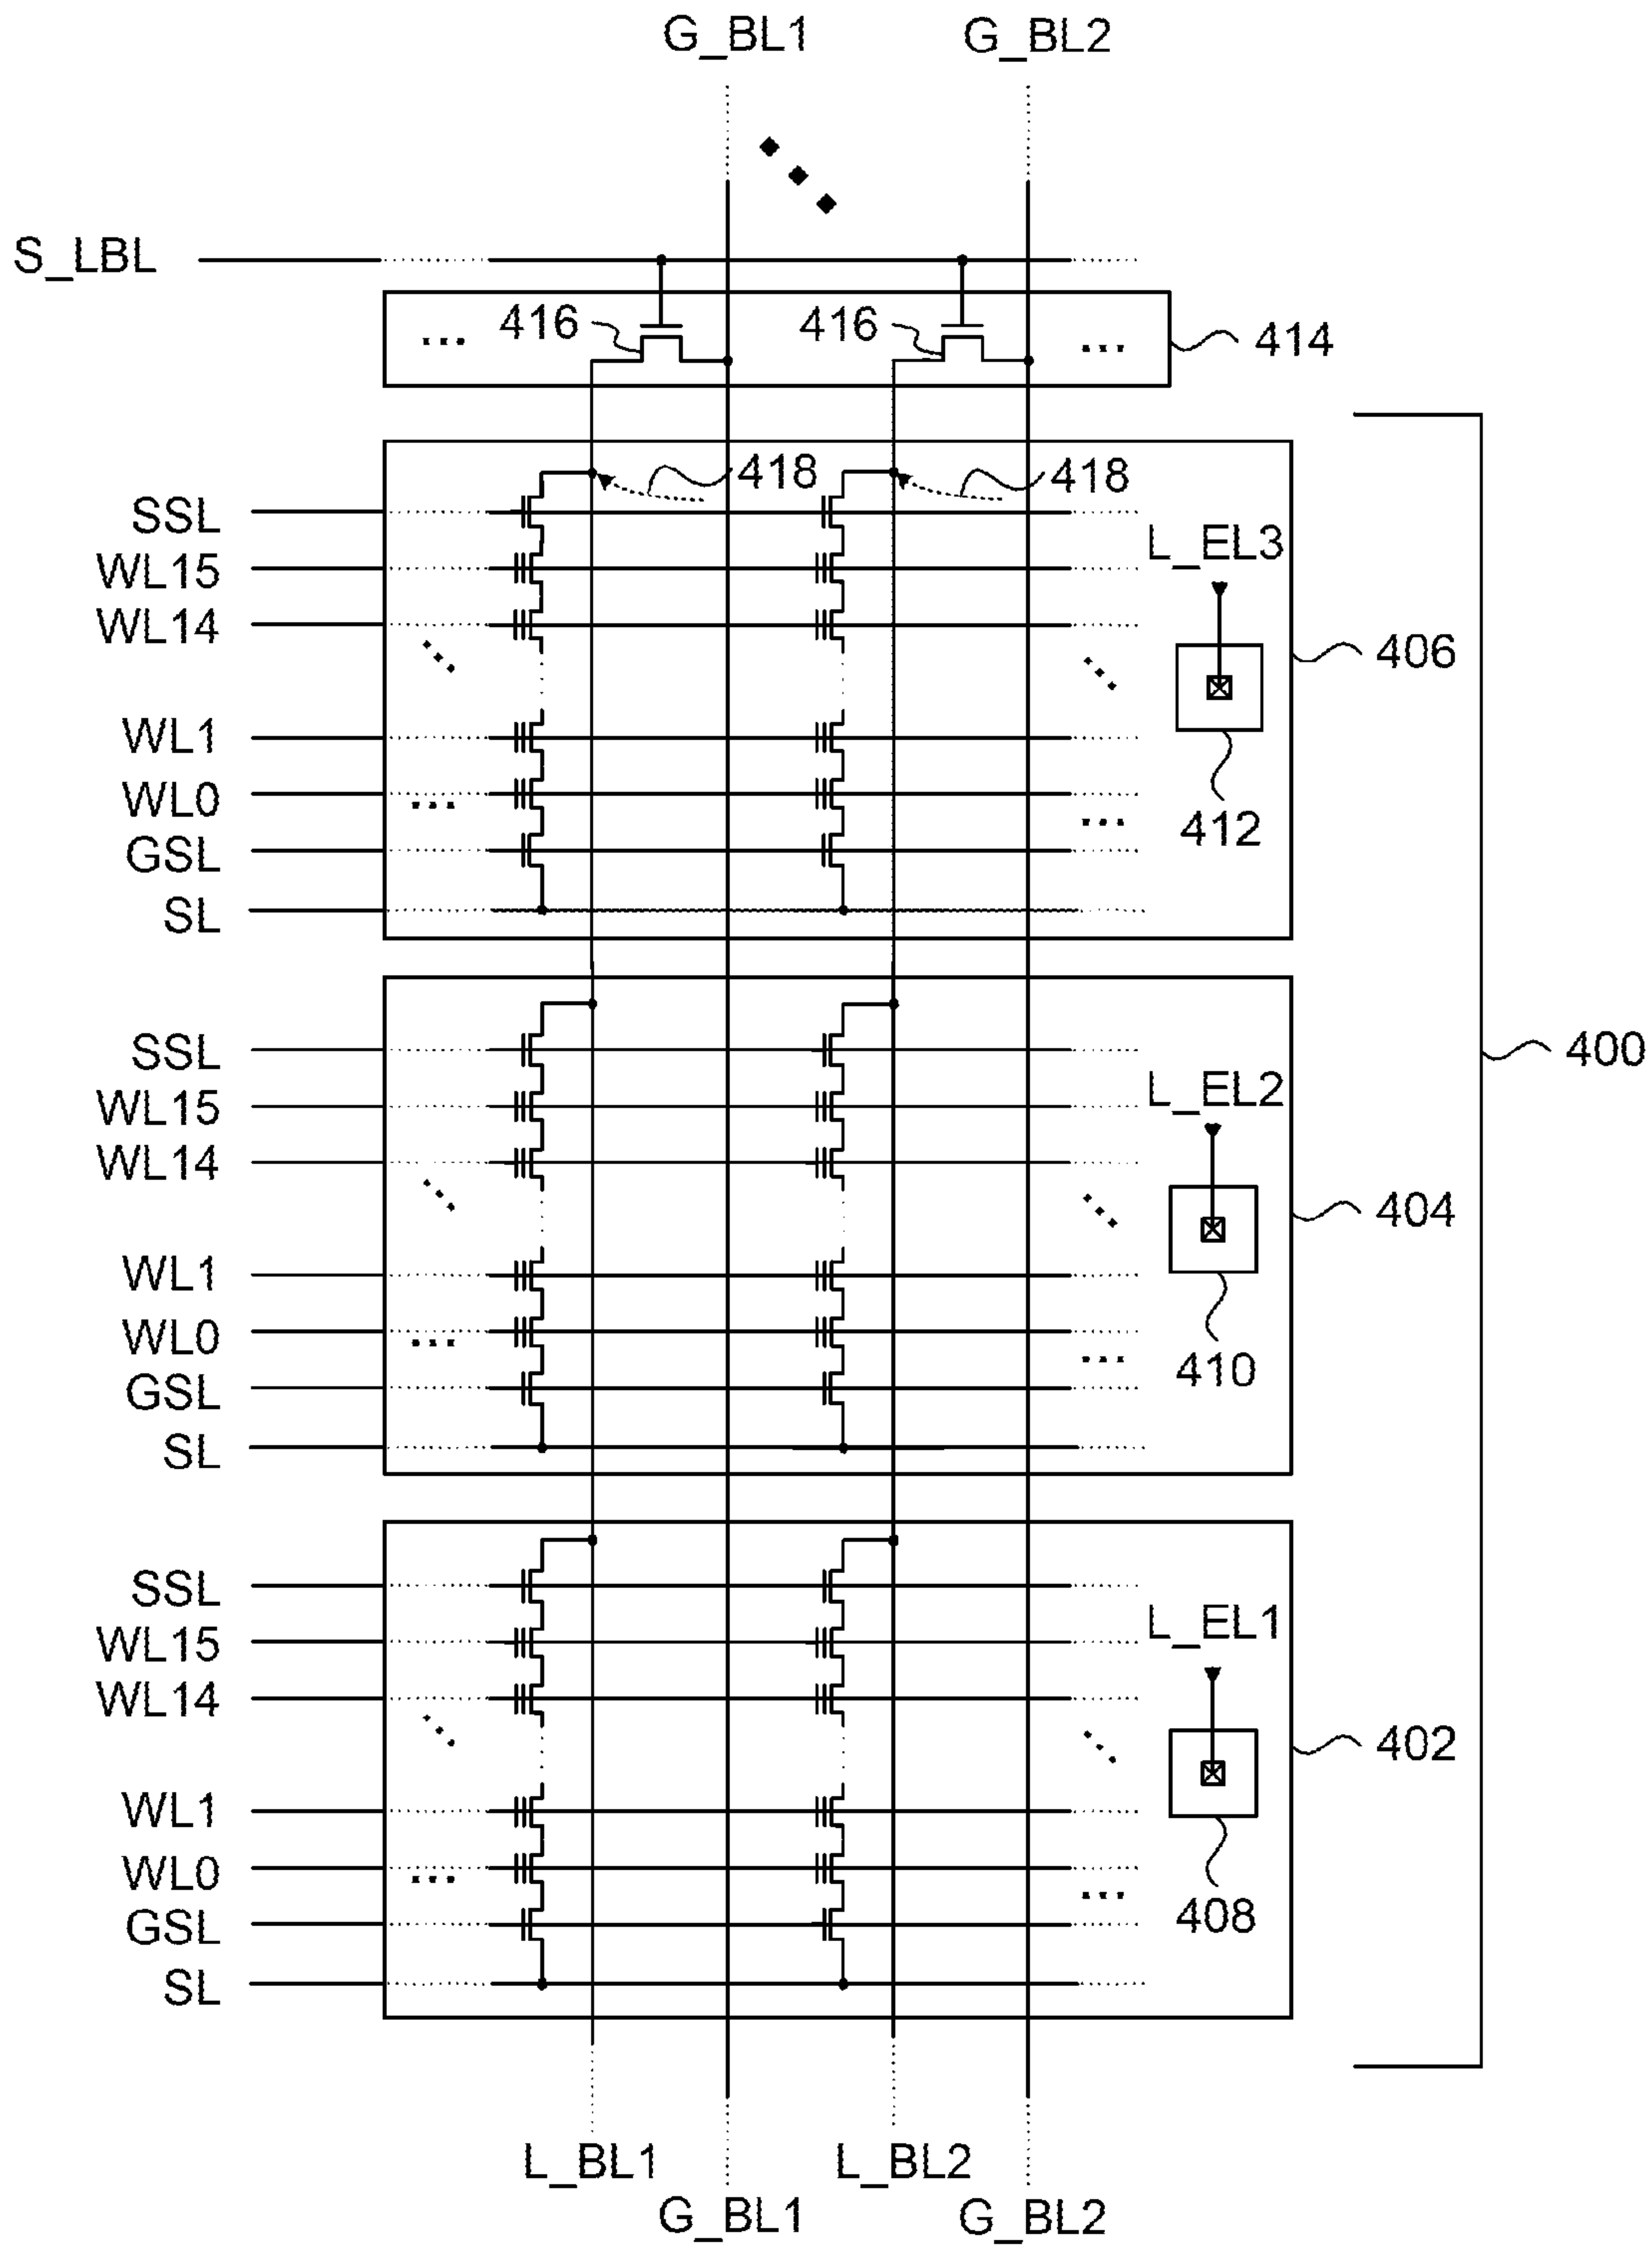 G_BL1 G_BL2
S_LBL
416 416 414
418 418
SSL
L_EL3
WL15
WL14
406
WL1
WL0
412
GSL
SL
SSL
400
L_EL2
WL15
WL14
404
WL1
WL0
410
GSL
SL
SSL
L_EL1
WL15
WL14
402
WL1
WL0
408
GSL
SL
L_BL1 L_BL2
G_BL1 G_BL2